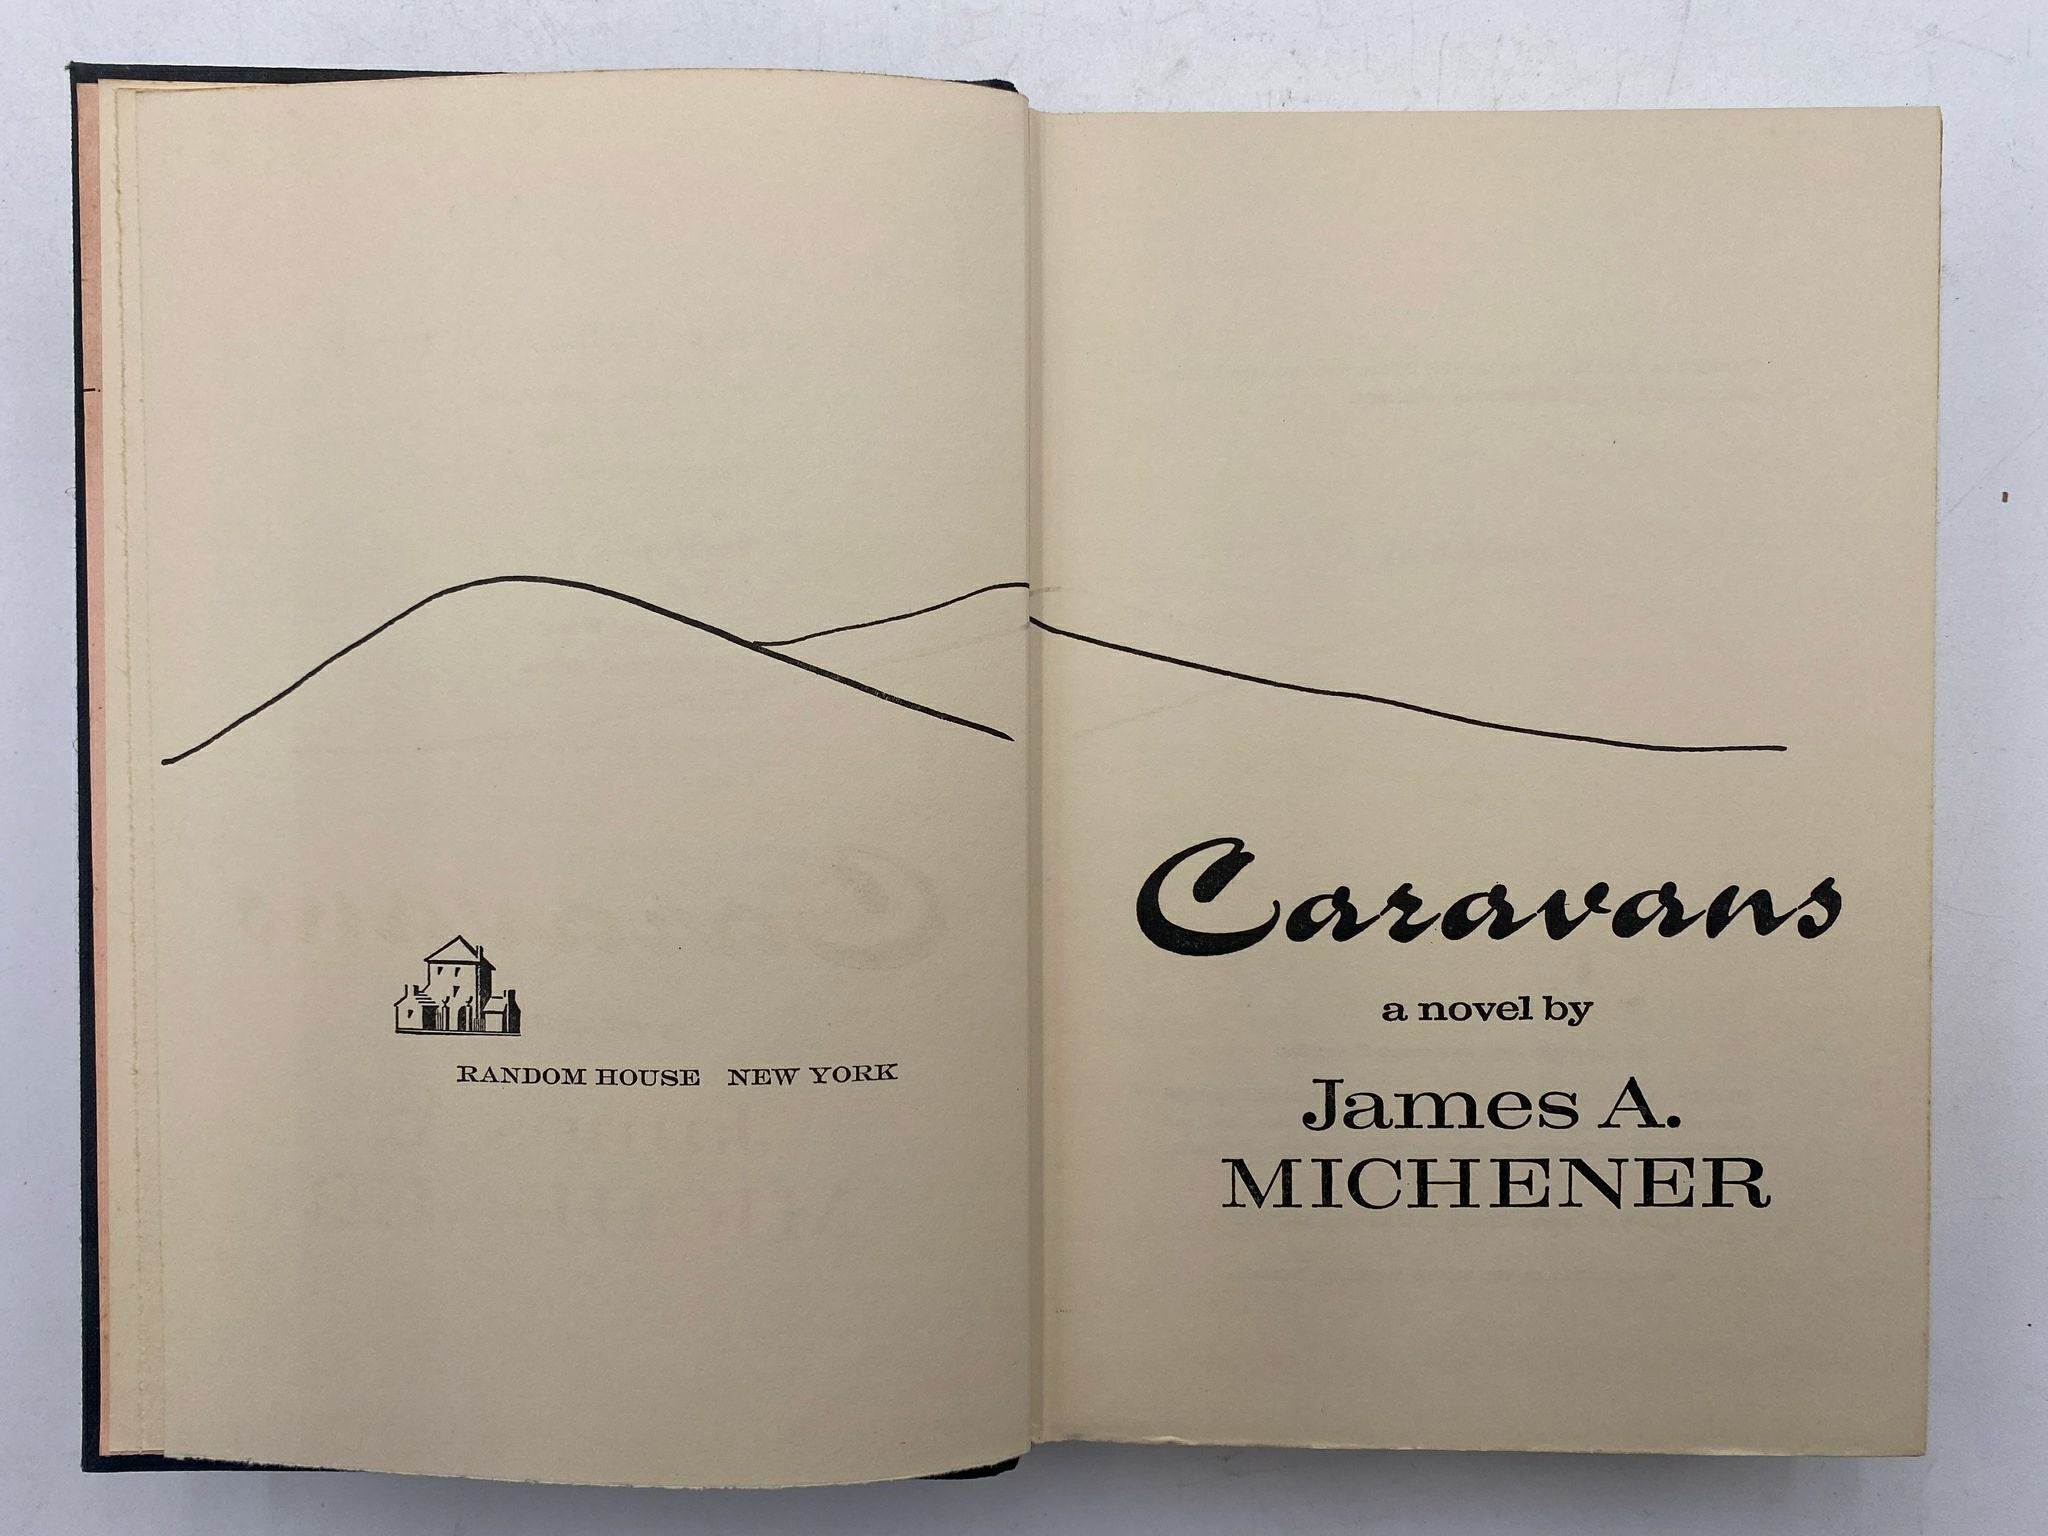 RANDOM HOUSE NEW YORK
Caravans
a novel by
James A.
MICHENER